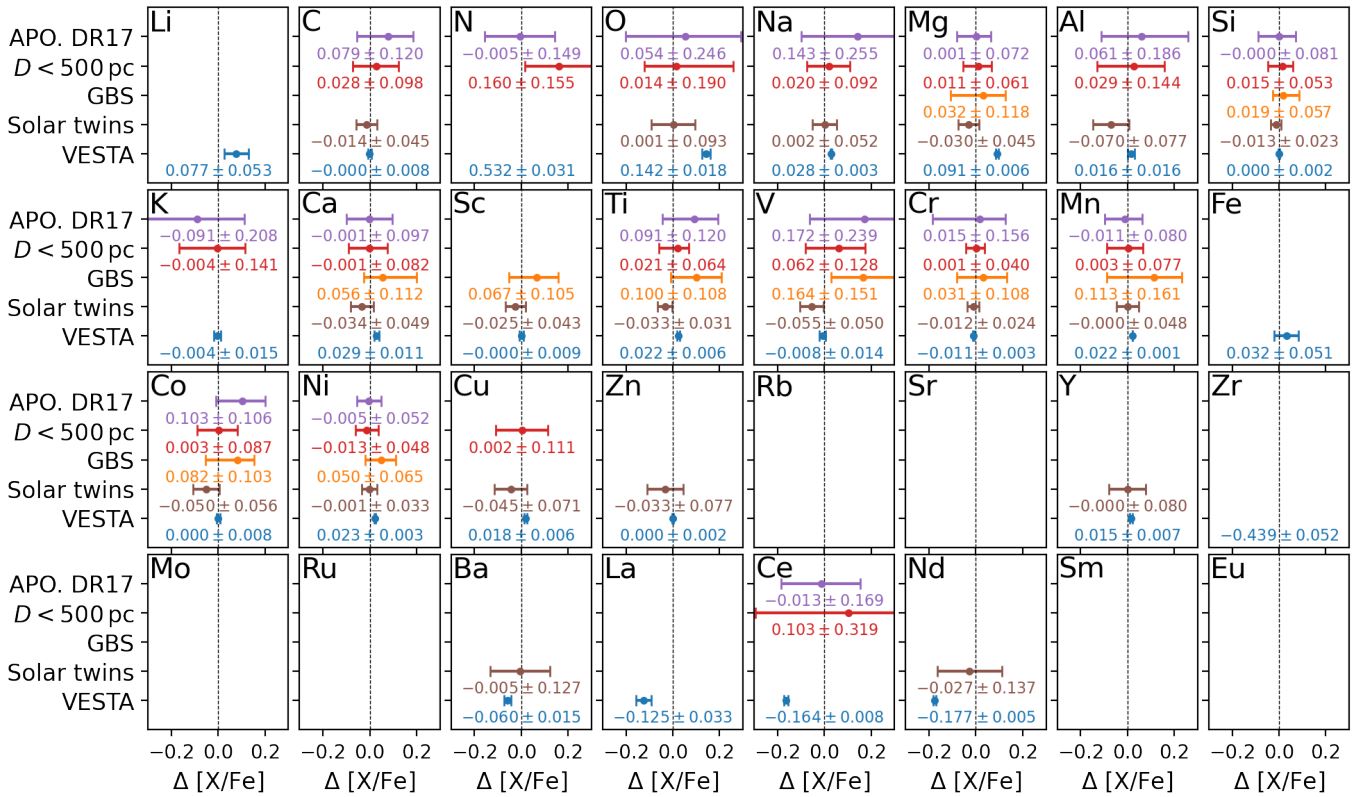 Li C N O Na Mg Al Si
APO. DR17 0.079 ± 0.120 −0.005 ± 0.149 0.054 ± 0.246 0.143 ± 0.255 0.001 ± 0.072 0.061 ± 0.186 −0.000 ± 0.081
D < 500 pc 0.028 ± 0.098 0.160 ± 0.155 0.014 ± 0.190 0.020 ± 0.092 0.011 ± 0.061 0.029 ± 0.144 0.015 ± 0.053
GBS 0.032 ± 0.118 0.019 ± 0.057
Solar twins −0.014 ± 0.045 0.001 ± 0.093 0.002 ± 0.052 −0.030 ± 0.045 −0.070 ± 0.077 −0.013 ± 0.023
VESTA 0.077 ± 0.053 −0.000 ± 0.008 0.532 ± 0.031 0.142 ± 0.018 0.028 ± 0.003 0.091 ± 0.006 0.016 ± 0.016 0.000 ± 0.002
K Ca Sc Ti V Cr Mn Fe
APO. DR17 −0.091 ± 0.208 −0.001 ± 0.097 0.091 ± 0.120 0.172 ± 0.239 0.015 ± 0.156 −0.011 ± 0.080
D < 500 pc −0.004 ± 0.141 −0.001 ± 0.082 0.021 ± 0.064 0.062 ± 0.128 0.001 ± 0.040 0.003 ± 0.077
GBS 0.056 ± 0.112 0.067 ± 0.105 0.100 ± 0.108 0.164 ± 0.151 0.031 ± 0.108 0.113 ± 0.161
Solar twins −0.034 ± 0.049 −0.025 ± 0.043 −0.033 ± 0.031 −0.055 ± 0.050 −0.012 ± 0.024 −0.000 ± 0.048
VESTA −0.004 ± 0.015 0.029 ± 0.011 −0.000 ± 0.009 0.022 ± 0.006 −0.008 ± 0.014 −0.011 ± 0.003 0.022 ± 0.001 0.032 ± 0.051
Co Ni Cu Zn Rb Sr Y Zr
APO. DR17 0.103 ± 0.106 −0.005 ± 0.052
D < 500 pc 0.003 ± 0.087 −0.013 ± 0.048 0.002 ± 0.111
GBS 0.082 ± 0.103 0.050 ± 0.065
Solar twins −0.050 ± 0.056 −0.001 ± 0.033 −0.045 ± 0.071 −0.033 ± 0.077 −0.000 ± 0.080
VESTA 0.000 ± 0.008 0.023 ± 0.003 0.018 ± 0.006 0.000 ± 0.002 0.015 ± 0.007 −0.439 ± 0.052
Mo Ru Ba La Ce Nd Sm Eu
APO. DR17 −0.013 ± 0.169
D < 500 pc 0.103 ± 0.319
GBS
Solar twins −0.005 ± 0.127 −0.027 ± 0.137
VESTA −0.060 ± 0.015 −0.125 ± 0.033 −0.164 ± 0.008 −0.177 ± 0.005
−0.2 0.0 0.2 −0.2 0.0 0.2 −0.2 0.0 0.2 −0.2 0.0 0.2 −0.2 0.0 0.2 −0.2 0.0 0.2 −0.2 0.0 0.2 −0.2 0.0 0.2
Δ [X/Fe] Δ [X/Fe] Δ [X/Fe] Δ [X/Fe] Δ [X/Fe] Δ [X/Fe] Δ [X/Fe] Δ [X/Fe]